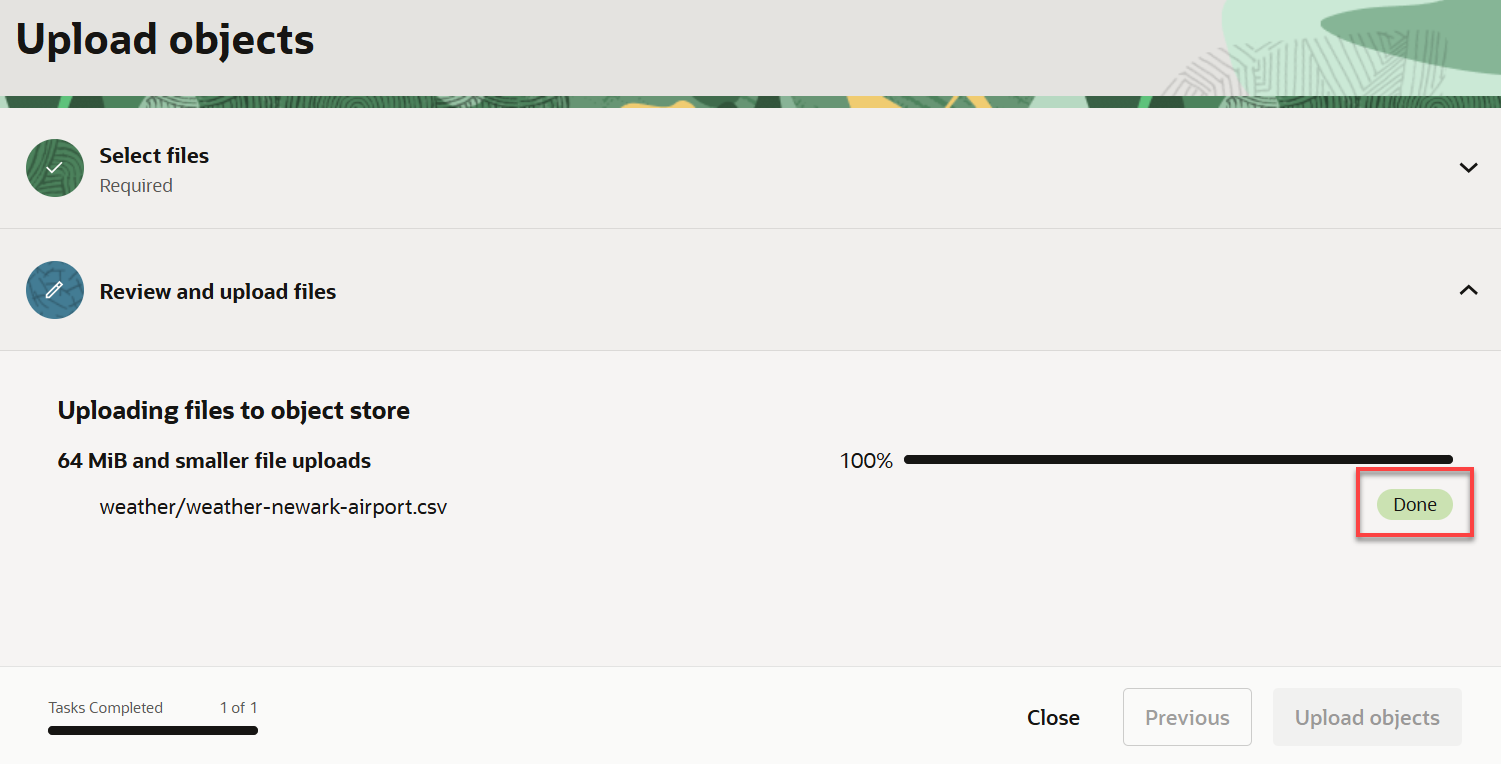 Upload objects
Select files
Required
Review and upload files
Uploading files to object store
64 MiB and smaller file uploads 100%
weather/weather-newark-airport.csv Done
Tasks Completed 1 of 1
Close Previous Upload objects